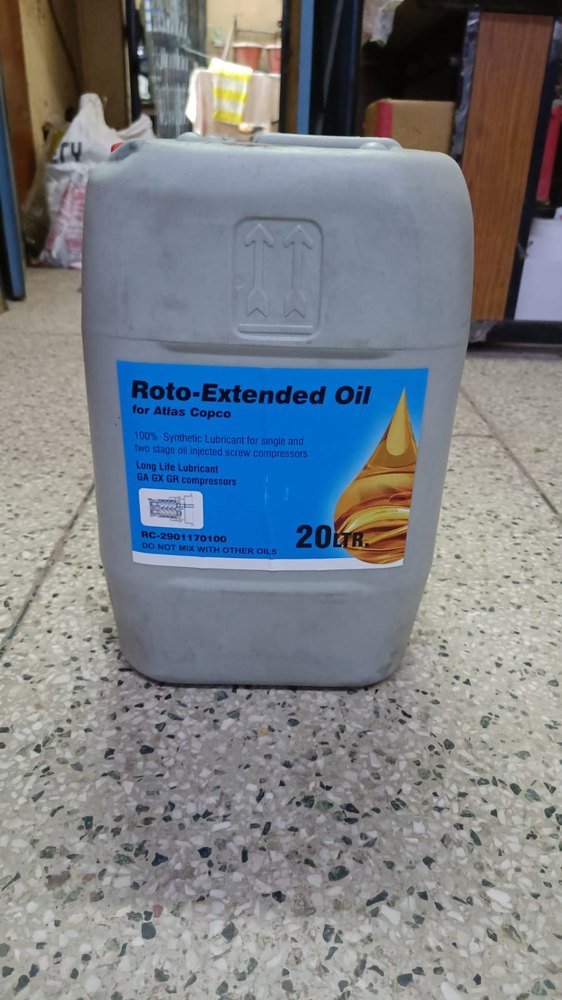 Roto-Extended Oil
for Atlas Copco
100% Synthetic Lubricant for single and
two stage oil injected screw compressors
Long Life Lubricant
GA GX GR compressors
RC-2901170100
DO NOT MIX WITH OTHER OILS
20LTR.